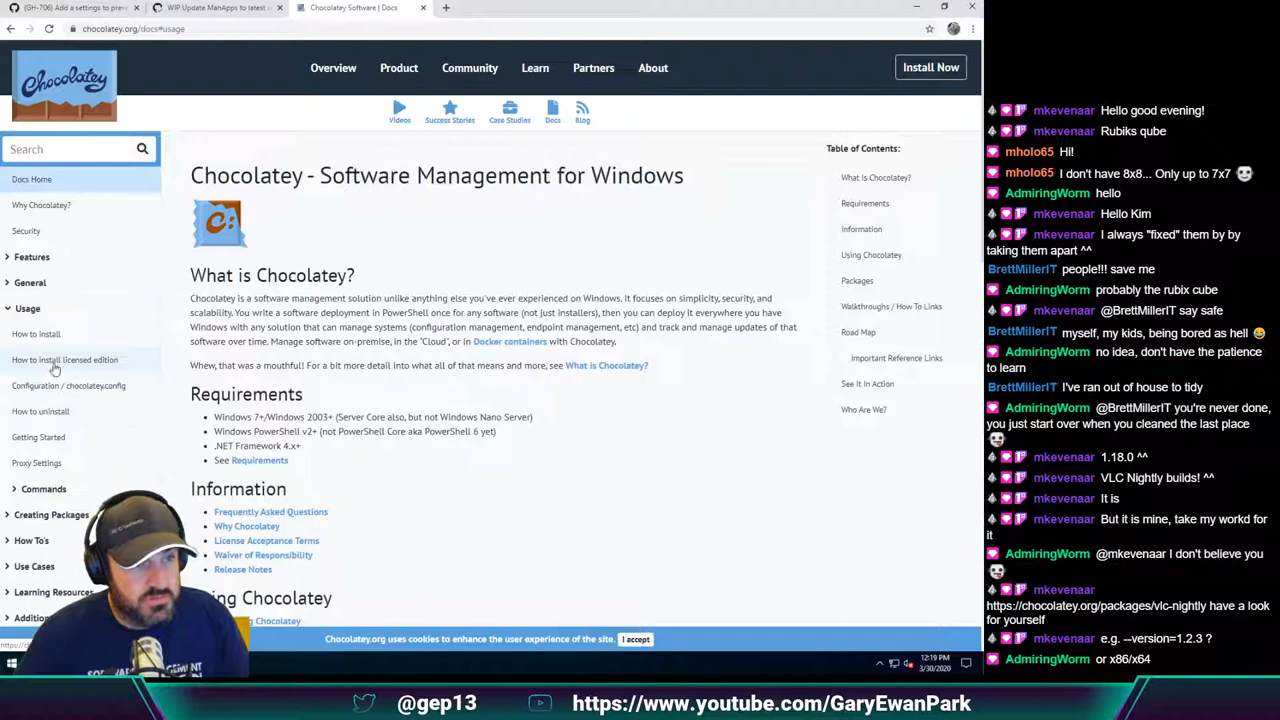 (GH-706) Add a settings to prev
WIP Update ManApps to latest s
Chocolatey Software | Docs
chocolatey.org/docs#usage
Chocolatey
Overview
Product
Community
Learn
Partners
About
Install Now
Videos
Success Stories
Case Studies
Docs
Blog
Search
Docs Home
Why Chocolatey?
Security
Features
General
Usage
How to install
How to install licensed edition
Configuration / chocolatey.config
How to uninstall
Getting Started
Proxy Settings
Commands
Creating Packages
How To's
Use Cases
Learning Resources
Additio
Chocolatey - Software Management for Windows
What is Chocolatey?
Chocolatey is a software management solution unlike anything else you've ever experienced on Windows. It focuses on simplicity, security, and
scalability. You write a software deployment in PowerShell once for any software (not just installers), then you can deploy it everywhere you have
Windows with any solution that can manage systems (configuration management, endpoint management, etc) and track and manage updates of that
software over time. Manage software on-premise, in the "Cloud", or in Docker containers with Chocolatey.
Whew, that was a mouthful! For a bit more detail into what all of that means and more, see What is Chocolatey?
Requirements
Windows 7+/Windows 2003+ (Server Core also, but not Windows Nano Server)
Windows PowerShell v2+ (not PowerShell Core aka PowerShell 6 yet)
.NET Framework 4.x+
See Requirements
Information
Frequently Asked Questions
Why Chocolatey
License Acceptance Terms
Waiver of Responsibility
Release Notes
ng Chocolatey
g Chocolatey
Table of Contents:
What Is Chocolatey?
Requirements
Information
Using Chocolatey
Packages
Walkthroughs / How To Links
Road Map
Important Reference Links
See It In Action
Who Are We?
Chocolatey.org uses cookies to enhance the user experience of the site.
I accept
12:19 PM
3/30/2020
mkevenaar Hello good evening!
mkevenaar Rubiks qube
mholo65 Hi!
mholo65 I don't have 8x8... Only up to 7x7
AdmiringWorm hello
mkevenaar Hello Kim
mkevenaar I always "fixed" them by by
taking them apart ^^
BrettMillerIT people!!! save me
AdmiringWorm probably the rubix cube
AdmiringWorm @BrettMillerIT say safe
BrettMillerIT myself, my kids, being bored as hell 😂
AdmiringWorm no idea, don't have the patience
to learn
BrettMillerIT I've ran out of house to tidy
AdmiringWorm @BrettMillerIT you're never done,
you just start over when you cleaned the last place
mkevenaar 1.18.0 ^^
mkevenaar VLC Nightly builds! ^^
mkevenaar It is
mkevenaar But it is mine, take my workd for
it
AdmiringWorm @mkevenaar I don't believe you
mkevenaar
https://chocolatey.org/packages/vlc-nightly have a look
for yourself
mkevenaar e.g. --version=1.2.3 ?
AdmiringWorm or x86/x64
@gep13
https://www.youtube.com/GaryEwanPark